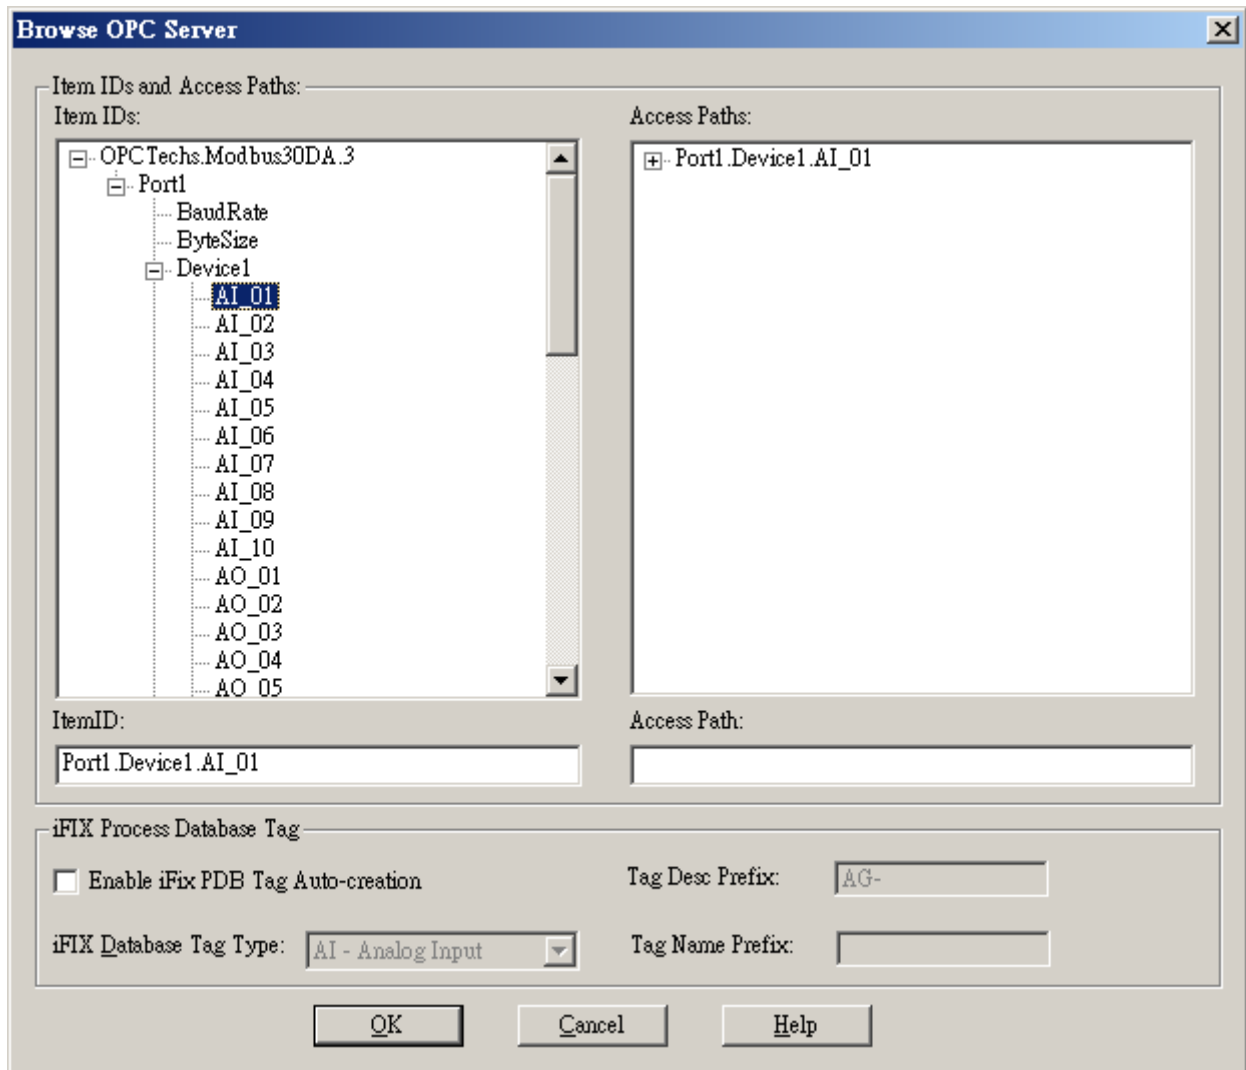 Browse OPC Server
Item IDs and Access Paths:
Item IDs:
OPCTechs.Modbus30DA.3
Port1
BaudRate
ByteSize
Device1
AI_01
AI_02
AI_03
AI_04
AI_05
AI_06
AI_07
AI_08
AI_09
AI_10
AO_01
AO_02
AO_03
AO_04
AO_05
Access Paths:
Port1.Device1.AI_01
ItemID:
Port1.Device1.AI_01
Access Path:
iFIX Process Database Tag
Enable iFix PDB Tag Auto-creation
Tag Desc Prefix: AG-
iFIX Database Tag Type: AI - Analog Input
Tag Name Prefix:
OK Cancel Help